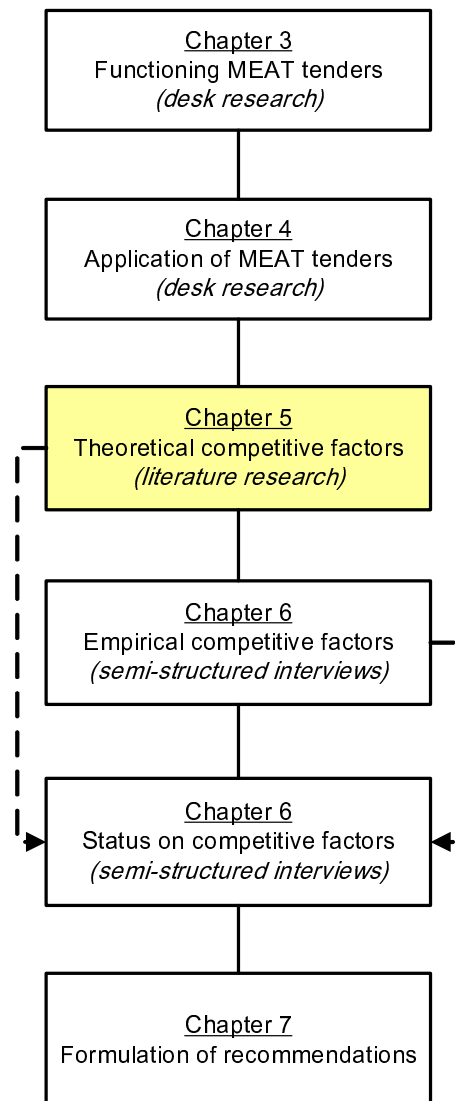 Chapter 3
Functioning MEAT tenders
(desk research)
Chapter 4
Application of MEAT tenders
(desk research)
Chapter 5
Theoretical competitive factors
(literature research)
Chapter 6
Empirical competitive factors
(semi-structured interviews)
Chapter 6
Status on competitive factors
(semi-structured interviews)
Chapter 7
Formulation of recommendations